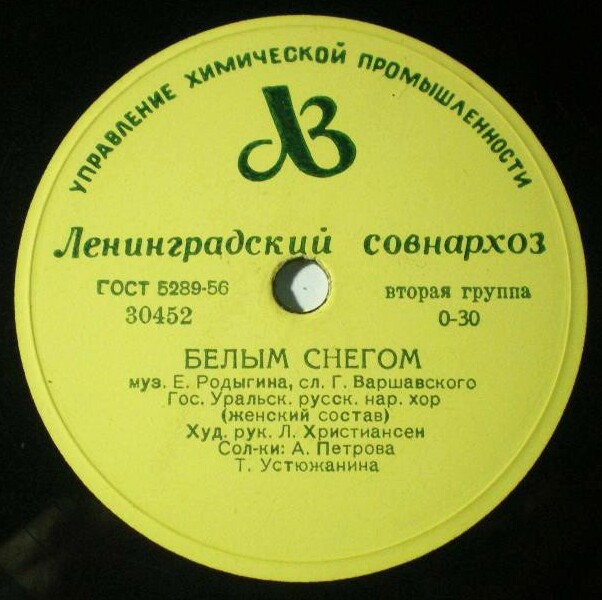 УПРАВЛЕНИЕ ХИМИЧЕСКОЙ ПРОМЫШЛЕННОСТИ
ЛЗ
Ленинградский совнархоз
ГОСТ 5289-56
вторая группа
30452
0-30
БЕЛЫМ СНЕГОМ
муз. Е. Родыгина, сл. Г. Варшавского
Гос. Уральск. русск. нар. хор
(женский состав)
Худ. рук. Л. Христиансен
Сол-ки: А. Петрова
Т. Устюжанина